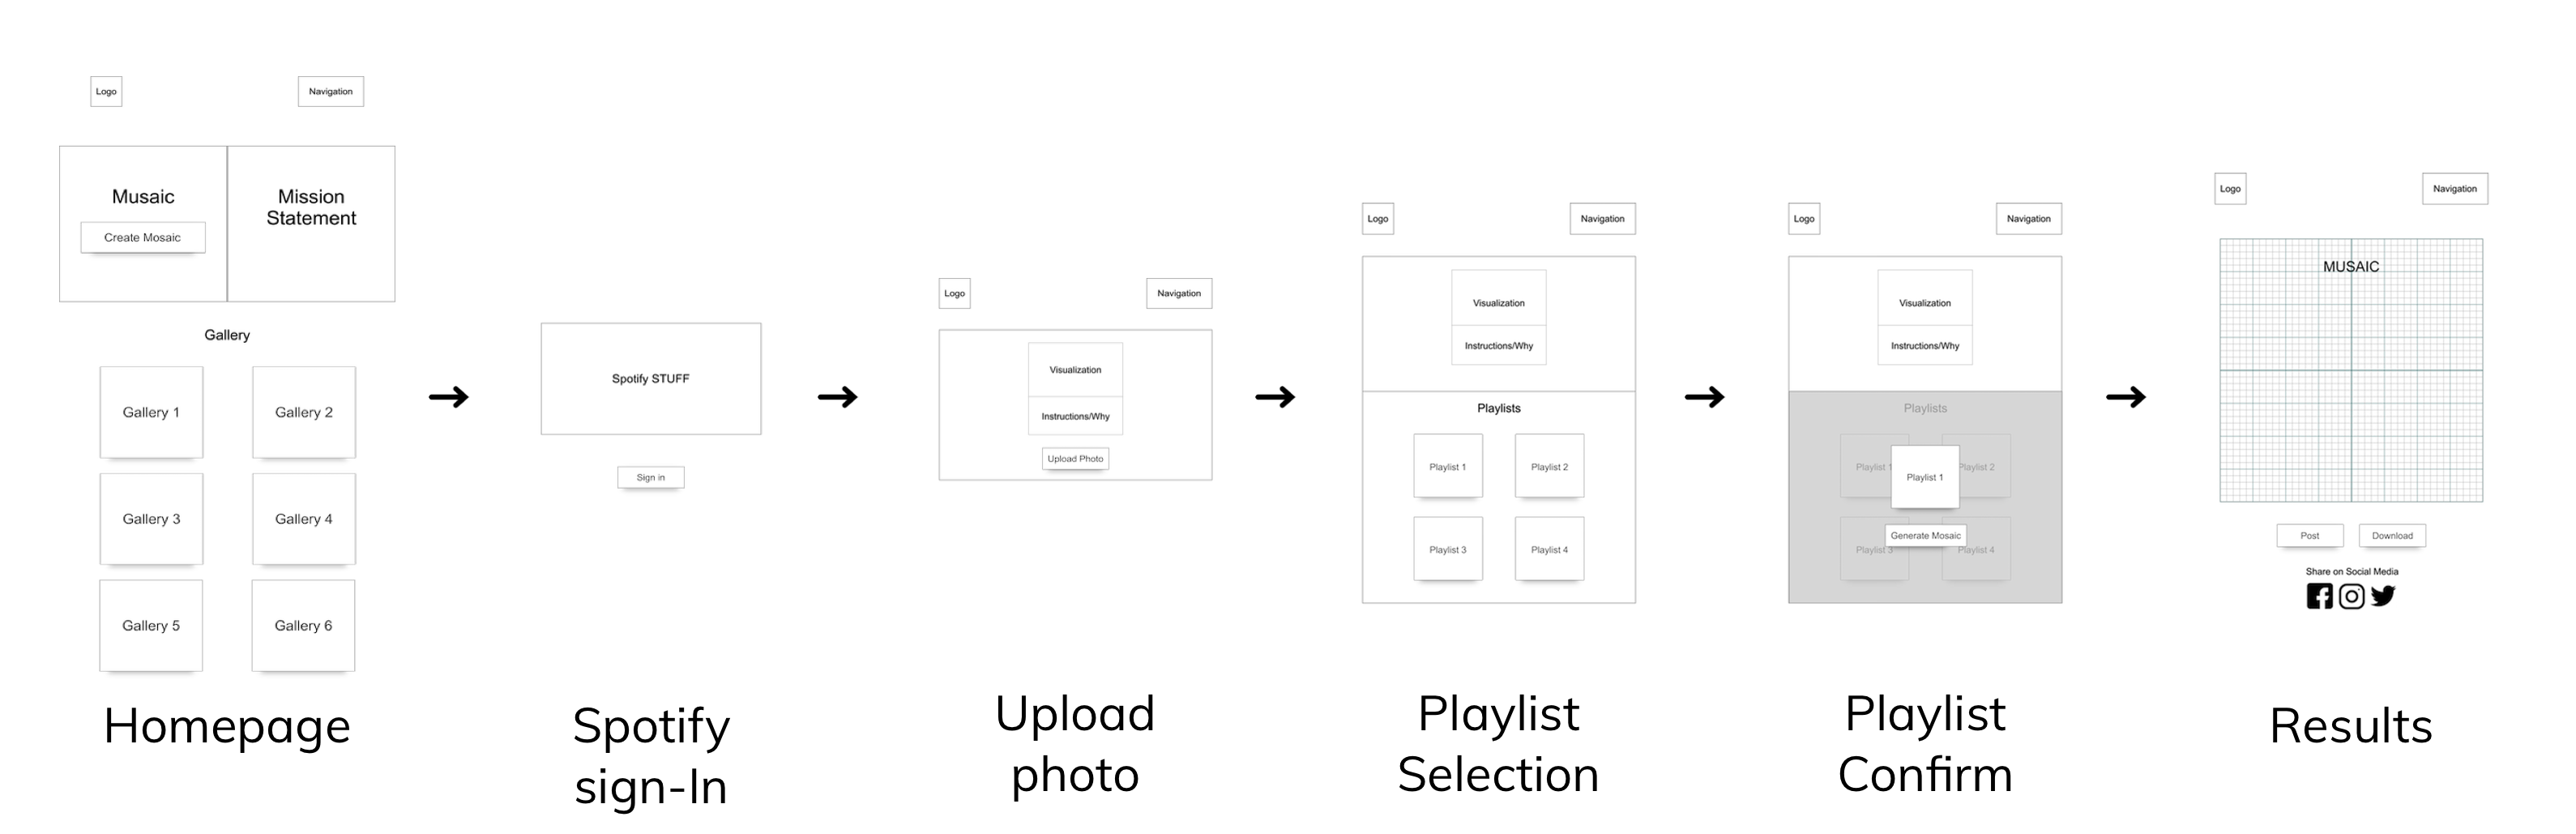 Logo
Navigation
Musaic
Create Mosaic
Mission
Statement
Gallery
Gallery 1
Gallery 2
Gallery 3
Gallery 4
Gallery 5
Gallery 6
Homepage
Spotify STUFF
Sign in
Spotify
sign-In
Logo
Navigation
Visualization
Instructions/Why
Upload Photo
Upload
photo
Logo
Navigation
Visualization
Instructions/Why
Playlists
Playlist 1
Playlist 2
Playlist 3
Playlist 4
Playlist
Selection
Logo
Navigation
Visualization
Instructions/Why
Playlists
Playlist 1
Playlist 1
Playlist 2
Generate Mosaic
Playlist 3
Playlist 4
Playlist
Confirm
Logo
Navigation
MUSAIC
Post
Download
Share on Social Media
Results